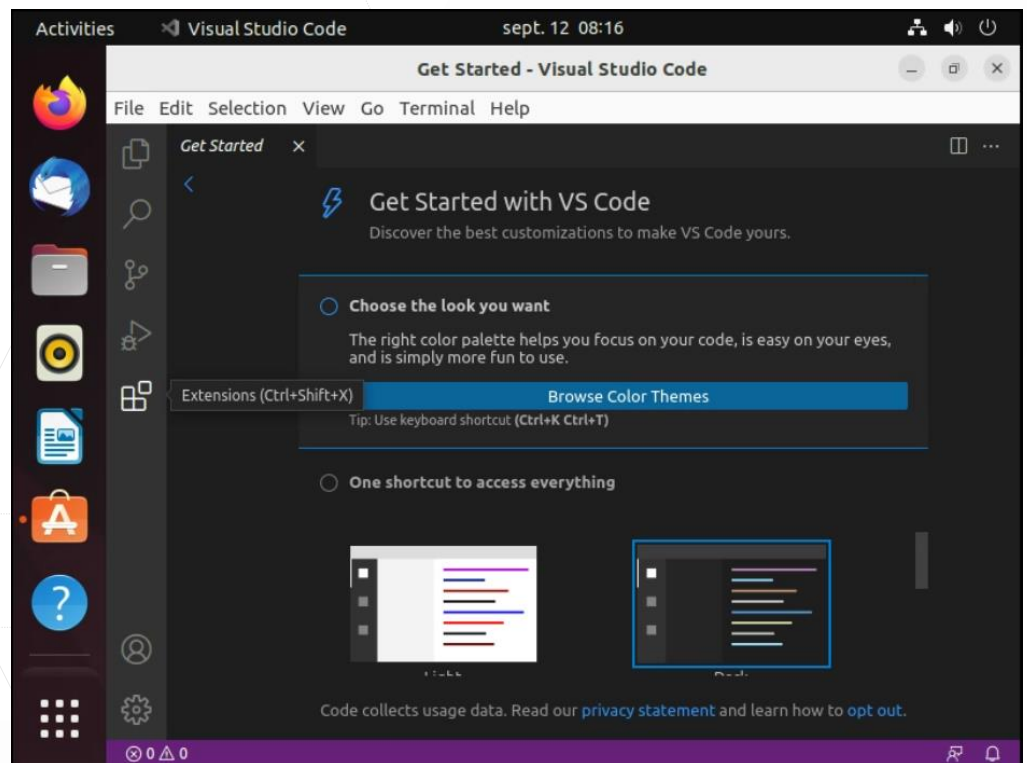 Activities
Visual Studio Code
sept. 12 08:16
Get Started - Visual Studio Code
File Edit Selection View Go Terminal Help
Get Started
Get Started with VS Code
Discover the best customizations to make VS Code yours.
Choose the look you want
The right color palette helps you focus on your code, is easy on your eyes,
and is simply more fun to use.
Extensions (Ctrl+Shift+X)
Browse Color Themes
Tip: Use keyboard shortcut (Ctrl+K Ctrl+T)
One shortcut to access everything
Light
Dark
Code collects usage data. Read our privacy statement and learn how to opt out.
0 0